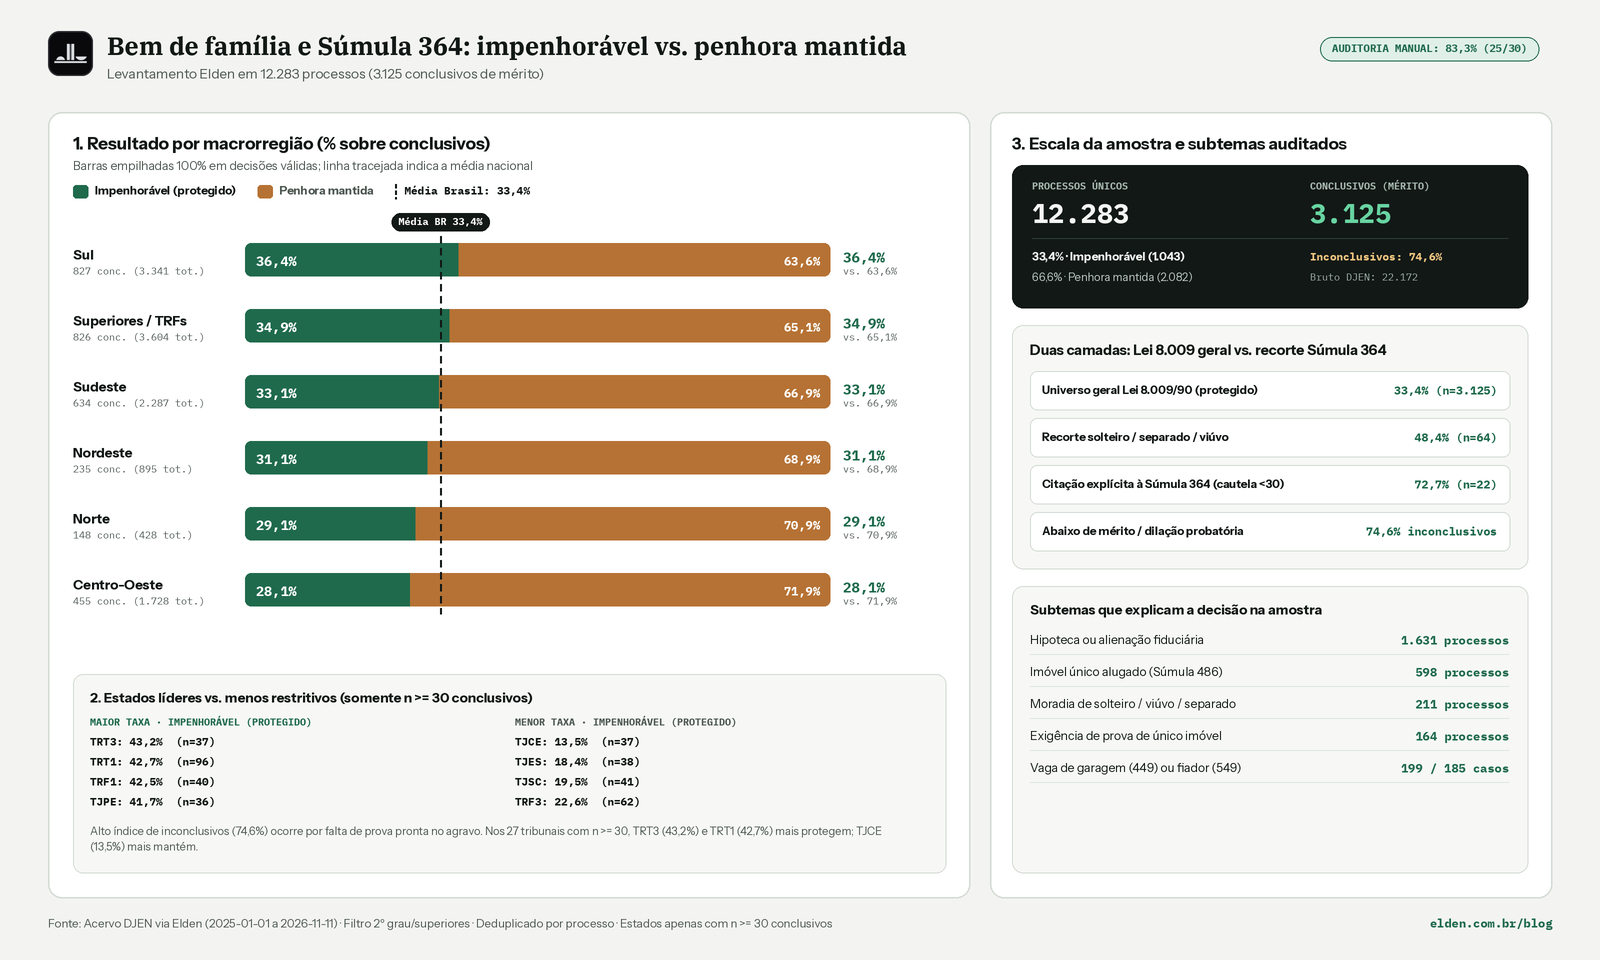 Bem de família e Súmula 364: impenhorável vs. penhora mantida
Levantamento Elden em 12.283 processos (3.125 conclusivos de mérito)
AUDITORIA MANUAL: 83,3% (25/30)
1. Resultado por macrorregião (% sobre conclusivos)
Barras empilhadas 100% em decisões válidas; linha tracejada indica a média nacional
Impenhorável (protegido) Penhora mantida Média Brasil: 33,4%
Média BR 33,4%
Sul
827 conc. (3.341 tot.)
36,4% 63,6%
36,4%
vs. 63,6%
Superiores / TRFs
826 conc. (3.604 tot.)
34,9% 65,1%
34,9%
vs. 65,1%
Sudeste
634 conc. (2.287 tot.)
33,1% 66,9%
33,1%
vs. 66,9%
Nordeste
235 conc. (895 tot.)
31,1% 68,9%
31,1%
vs. 68,9%
Norte
148 conc. (428 tot.)
29,1% 70,9%
29,1%
vs. 70,9%
Centro-Oeste
455 conc. (1.728 tot.)
28,1% 71,9%
28,1%
vs. 71,9%
2. Estados líderes vs. menos restritivos (somente n >= 30 conclusivos)
MAIOR TAXA · IMPENHORÁVEL (PROTEGIDO)
TRT3: 43,2% (n=37)
TRT1: 42,7% (n=96)
TRF1: 42,5% (n=40)
TJPE: 41,7% (n=36)
MENOR TAXA · IMPENHORÁVEL (PROTEGIDO)
TJCE: 13,5% (n=37)
TJES: 18,4% (n=38)
TJSC: 19,5% (n=41)
TRF3: 22,6% (n=62)
Alto índice de inconclusivos (74,6%) ocorre por falta de prova pronta no agravo. Nos 27 tribunais com n >= 30, TRT3 (43,2%) e TRT1 (42,7%) mais protegem; TJCE
(13,5%) mais mantém.
3. Escala da amostra e subtemas auditados
PROCESSOS ÚNICOS
12.283
CONCLUSIVOS (MÉRITO)
3.125
33,4% · Impenhorável (1.043)
66,6% · Penhora mantida (2.082)
Inconclusivos: 74,6%
Bruto DJEN: 22.172
Duas camadas: Lei 8.009 geral vs. recorte Súmula 364
Universo geral Lei 8.009/90 (protegido) 33,4% (n=3.125)
Recorte solteiro / separado / viúvo 48,4% (n=64)
Citação explícita à Súmula 364 (cautela <30) 72,7% (n=22)
Abaixo de mérito / dilação probatória 74,6% inconclusivos
Subtemas que explicam a decisão na amostra
Hipoteca ou alienação fiduciária 1.631 processos
Imóvel único alugado (Súmula 486) 598 processos
Moradia de solteiro / viúvo / separado 211 processos
Exigência de prova de único imóvel 164 processos
Vaga de garagem (449) ou fiador (549) 199 / 185 casos
Fonte: Acervo DJEN via Elden (2025-01-01 a 2026-11-11) · Filtro 2º grau/superiores · Deduplicado por processo · Estados apenas com n >= 30 conclusivos
elden.com.br/blog